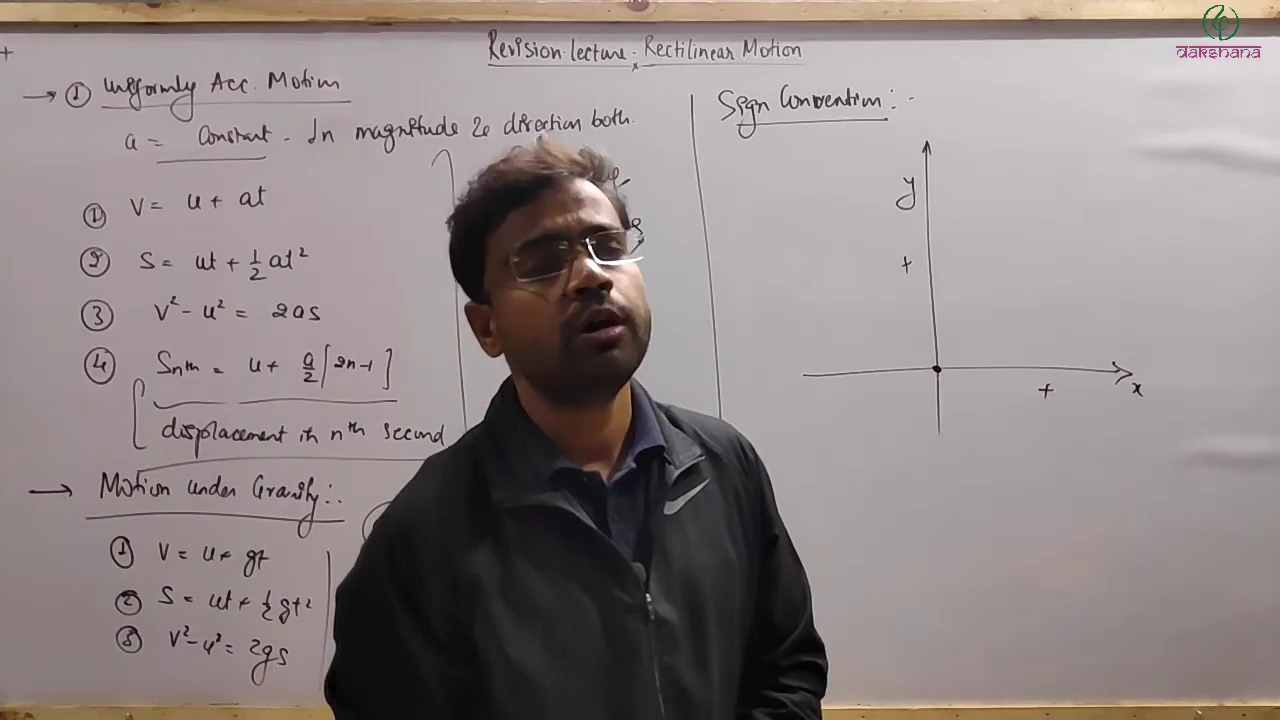 Revision lecture - Rectilinear Motion
dakshana
→ ① Uniformly Acc. Motion
a = Constant - In magnitude & direction both.
① V = u + at
② S = ut + 1/2 at²
③ V² - u² = 2as
④ Snth = u + a/2 [2n-1]
displacement in nth second
→ Motion under Gravity:.
① V = u + gt
② S = ut + 1/2 gt²
③ V² - u² = 2gs
Sign Convention :-
y
+
+
x